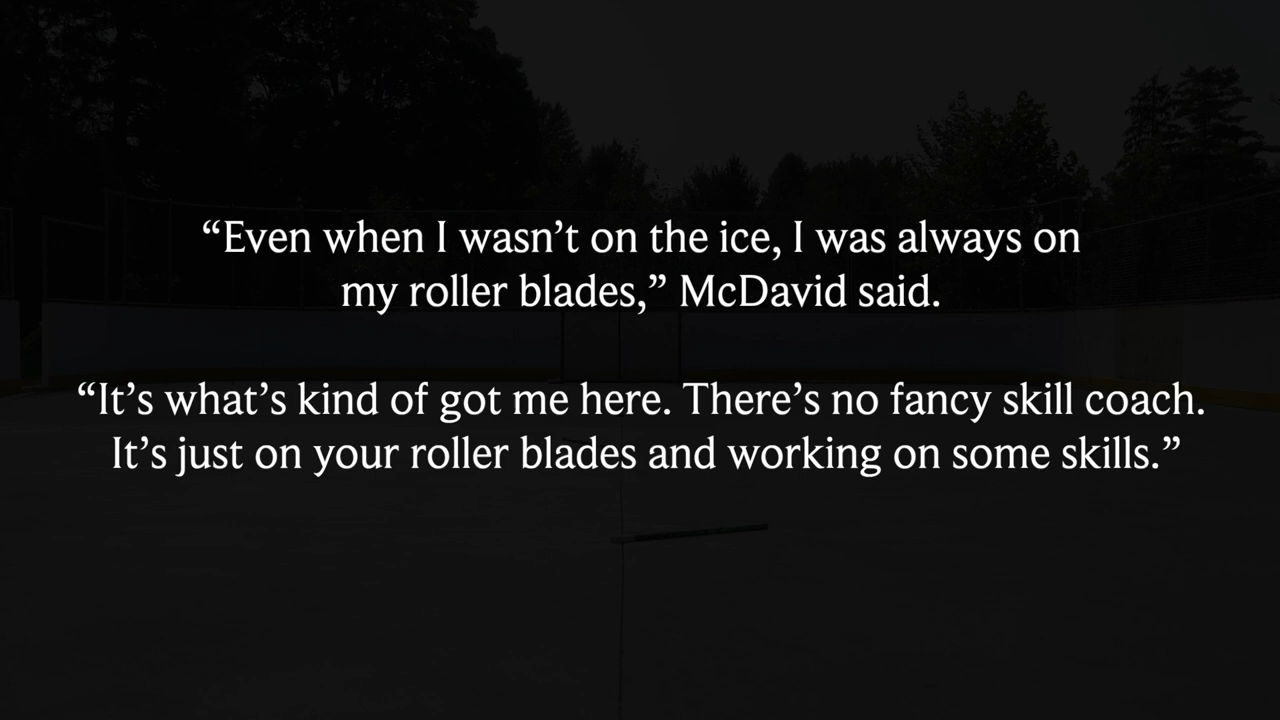 “Even when I wasn’t on the ice, I was always on
my roller blades,” McDavid said.
“It’s what’s kind of got me here. There’s no fancy skill coach.
It’s just on your roller blades and working on some skills.”